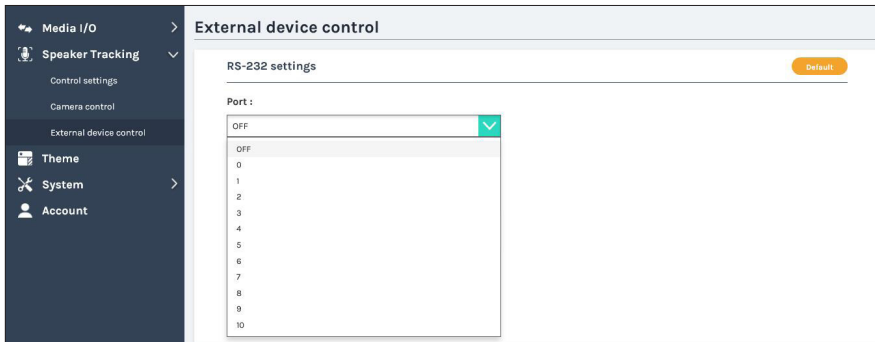 Media I/O
Speaker Tracking
Control settings
Camera control
External device control
Theme
System
Account
External device control
RS-232 settings
Default
Port :
OFF
OFF
0
1
2
3
4
5
6
7
8
9
10